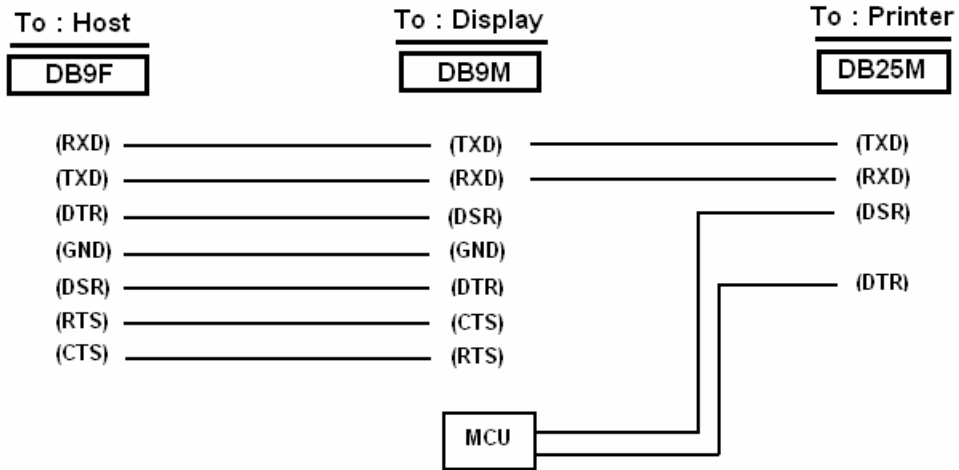 To : Host To : Display To : Printer
DB9F DB9M DB25M
(RXD) (TXD) (TXD)
(TXD) (RXD) (RXD)
(DTR) (DSR) (DSR)
(GND) (GND)
(DSR) (DTR) (DTR)
(RTS) (CTS)
(CTS) (RTS)
MCU